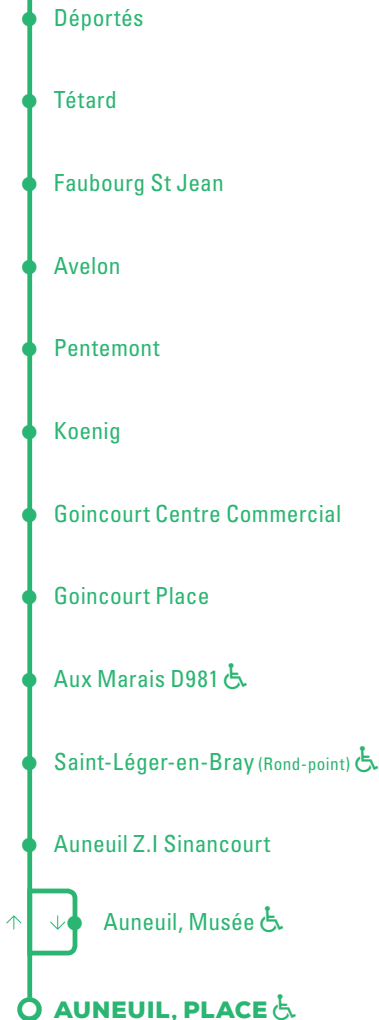 Déportés
Tétard
Faubourg St Jean
Avelon
Pentemont
Koenig
Goincourt Centre Commercial
Goincourt Place
Aux Marais D981
Saint-Léger-en-Bray (Rond-point)
Auneuil Z.I Sinancourt
Auneuil, Musée
AUNEUIL, PLACE